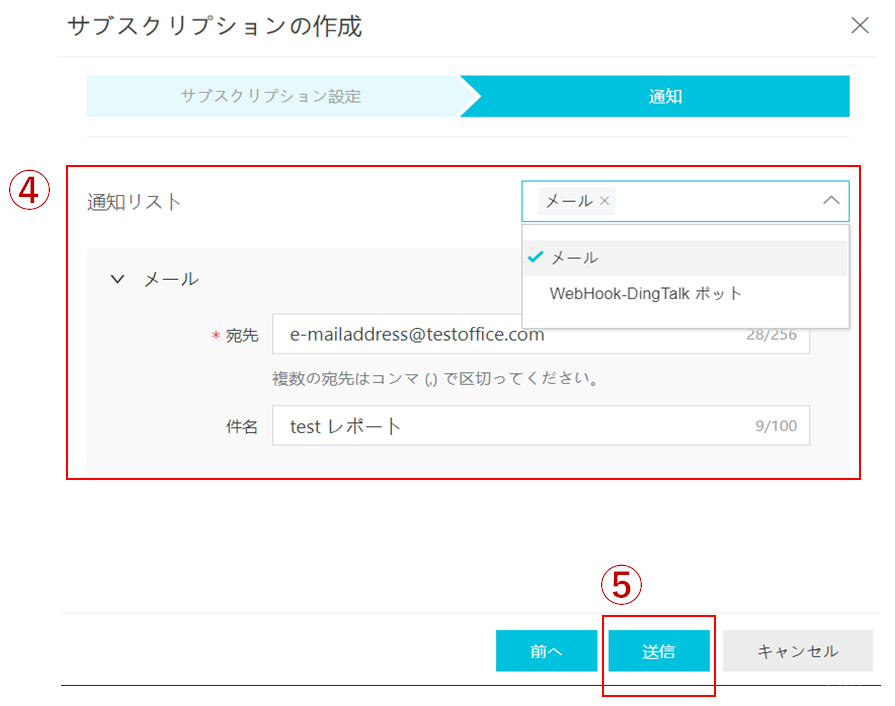 サブスクリプションの作成
サブスクリプション設定
通知
④
通知リスト
メール ×
メール
メール
WebHook-DingTalk ボット
* 宛先
e-mailaddress@testoffice.com
28/256
複数の宛先はコンマ (,) で区切ってください。
件名
test レポート
9/100
⑤
前へ
送信
キャンセル